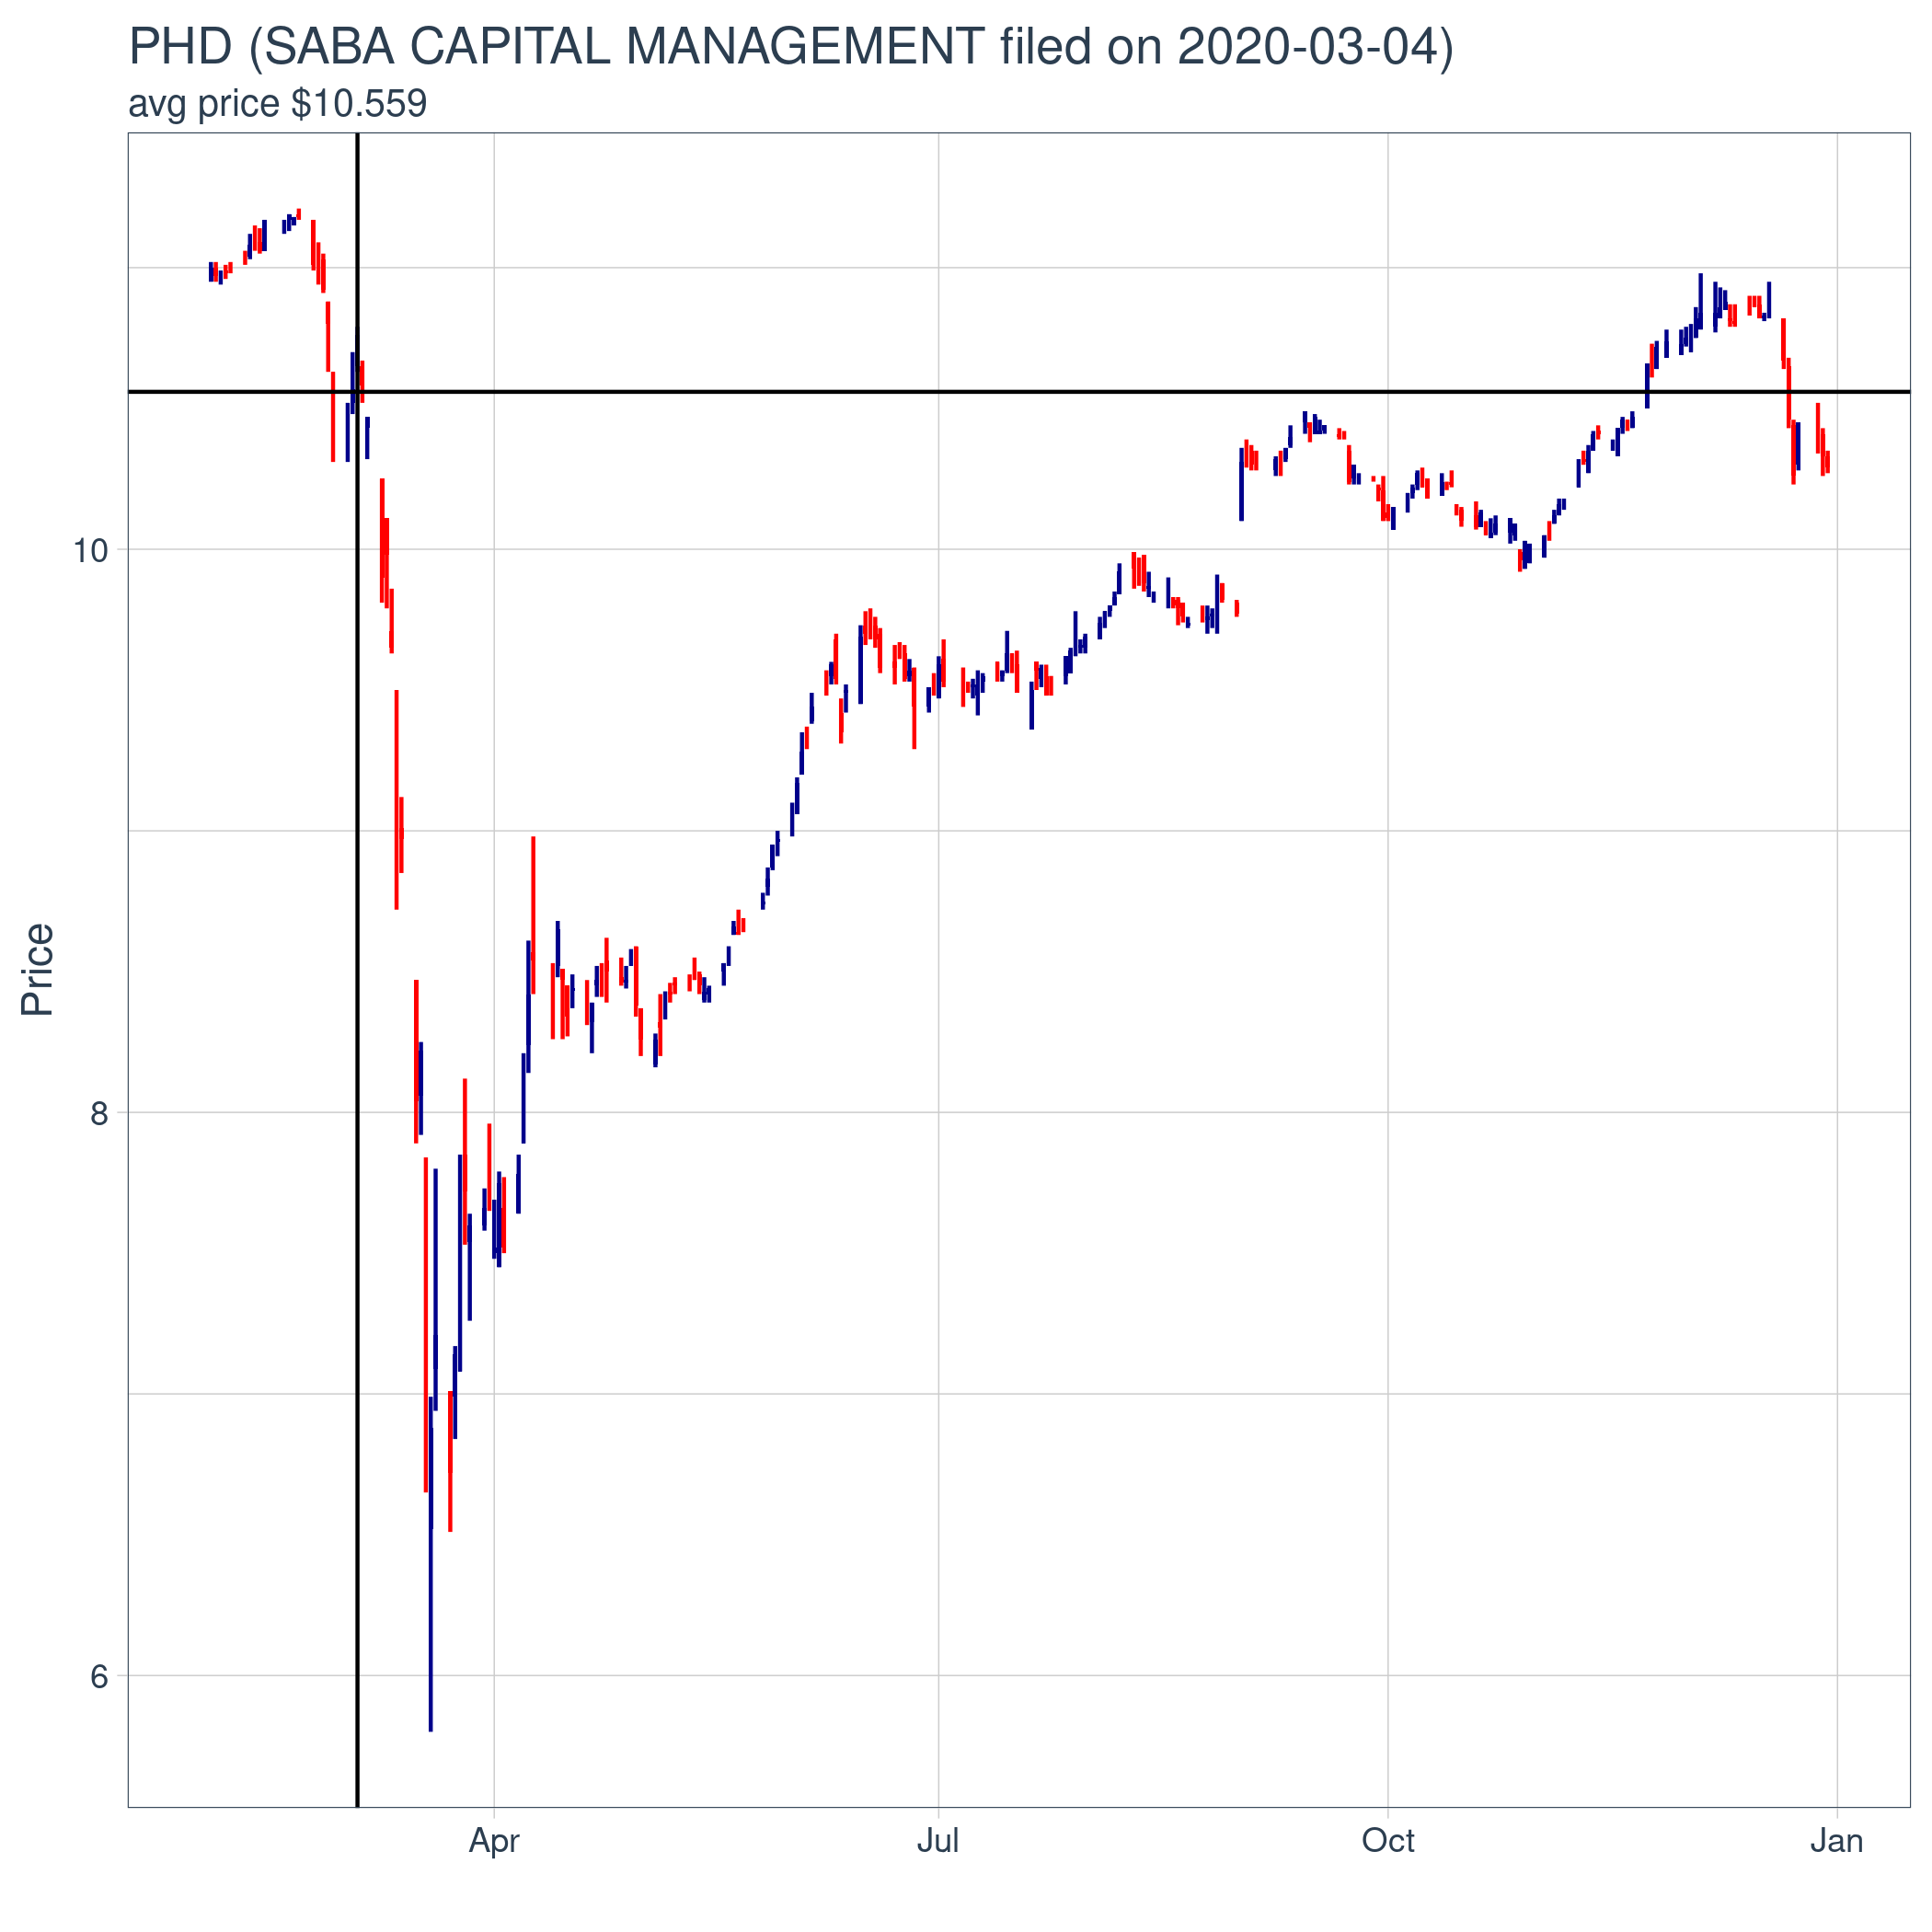 PHD (SABA CAPITAL MANAGEMENT filed on 2020-03-04)
avg price $10.559
10
8
6
Price
Apr Jul Oct Jan